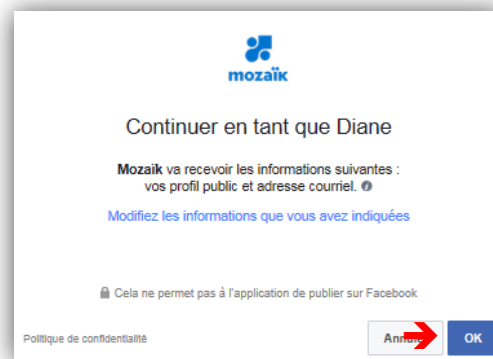 mozaïk
Continuer en tant que Diane
Mozaïk va recevoir les informations suivantes :
vos profil public et adresse courriel.
Modifiez les informations que vous avez indiquées
Cela ne permet pas à l'application de publier sur Facebook
Politique de confidentialité
OK